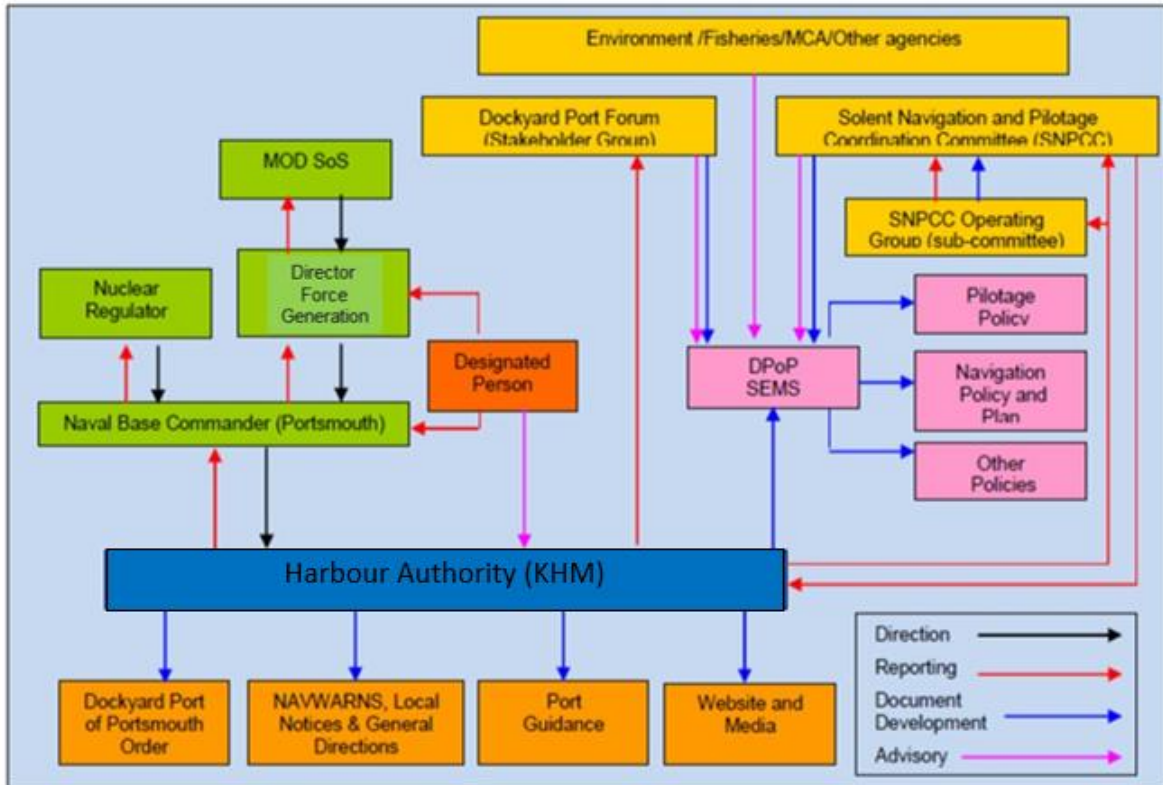 Environment /Fisheries/MCA/Other agencies
Dockyard Port Forum
(Stakeholder Group)
Solent Navigation and Pilotage
Coordination Committee (SNPCC)
MOD SoS
SNPCC Operating
Group (sub-committee)
Director
Force
Generation
Nuclear
Regulator
Pilotage
Policy
Designated
Person
DPoP
SEMS
Navigation
Policy and
Plan
Naval Base Commander (Portsmouth)
Other
Policies
Harbour Authority (KHM)
Dockyard Port
of Portsmouth
Order
NAVWARNS, Local
Notices & General
Directions
Port
Guidance
Website and
Media
Direction
Reporting
Document
Development
Advisory